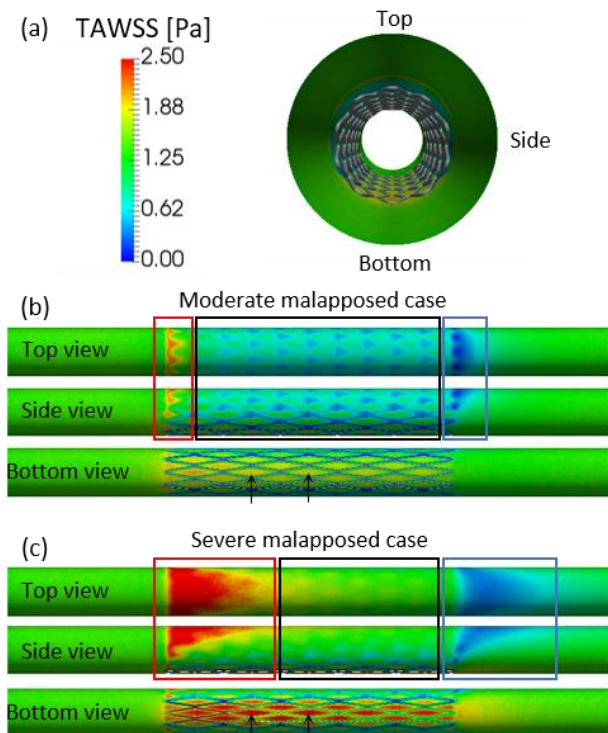 (a)
TAWSS [Pa]
2.50
1.88
1.25
0.62
0.00
Top
Side
Bottom
(b)
Moderate malapposed case
Top view
Side view
Bottom view
(c)
Severe malapposed case
Top view
Side view
Bottom view